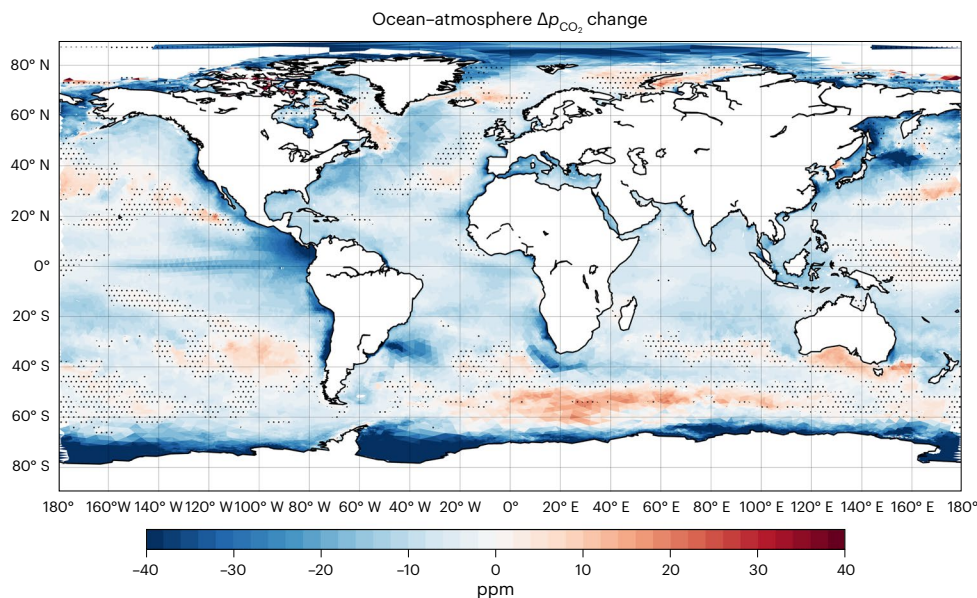 Ocean–atmosphere Δp_CO₂ change
80° N
60° N
40° N
20° N
0°
20° S
40° S
60° S
80° S
180° 160°W 140° W 120° W 100° W 80° W 60° W 40° W 20° W 0° 20° E 40° E 60° E 80° E 100° E 120° E 140° E 160° E 180°
–40 –30 –20 –10 0 10 20 30 40
ppm